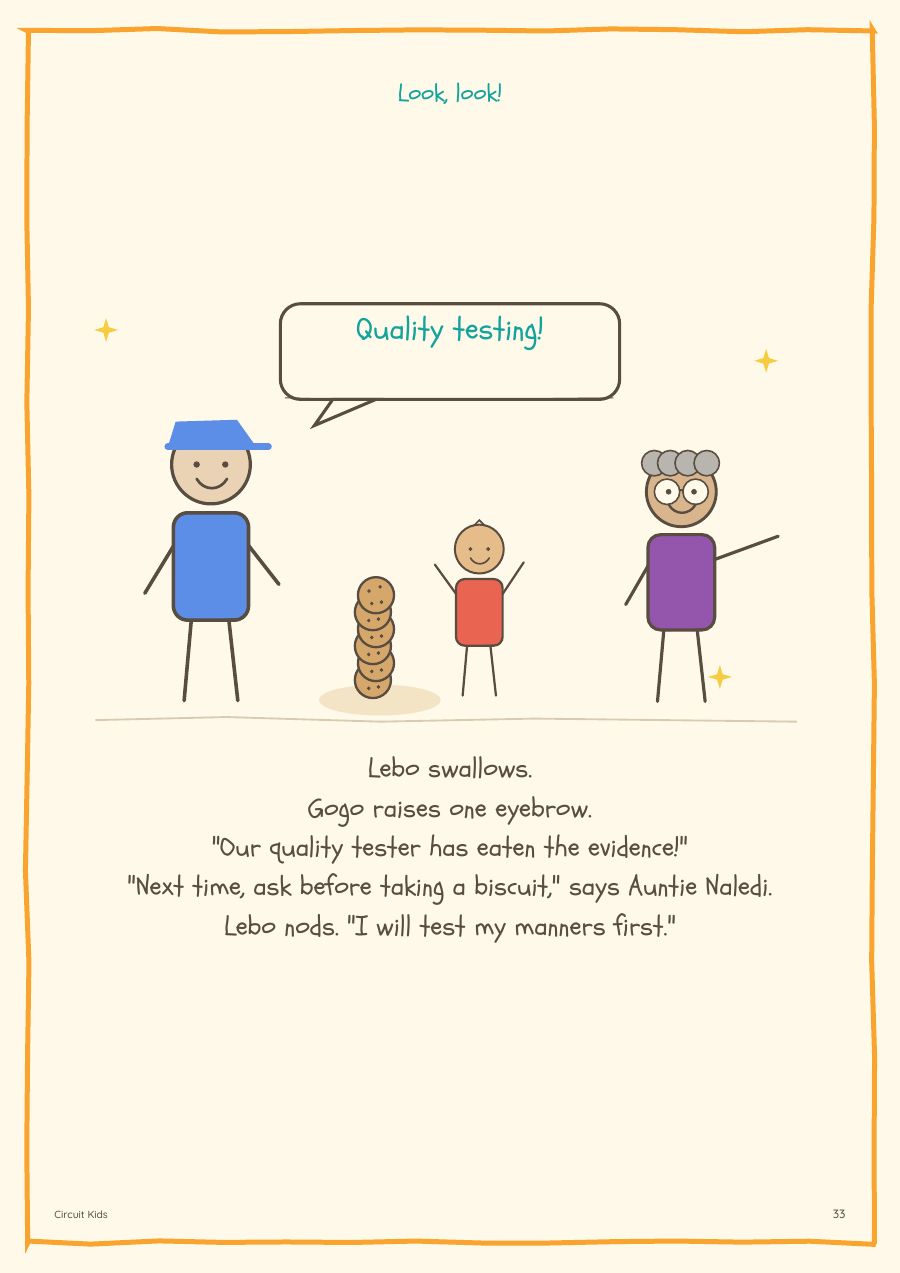 Look, look!
Quality testing!
Lebo swallows.
Gogo raises one eyebrow.
"Our quality tester has eaten the evidence!"
"Next time, ask before taking a biscuit," says Auntie Naledi.
Lebo nods. "I will test my manners first."
Circuit Kids
33